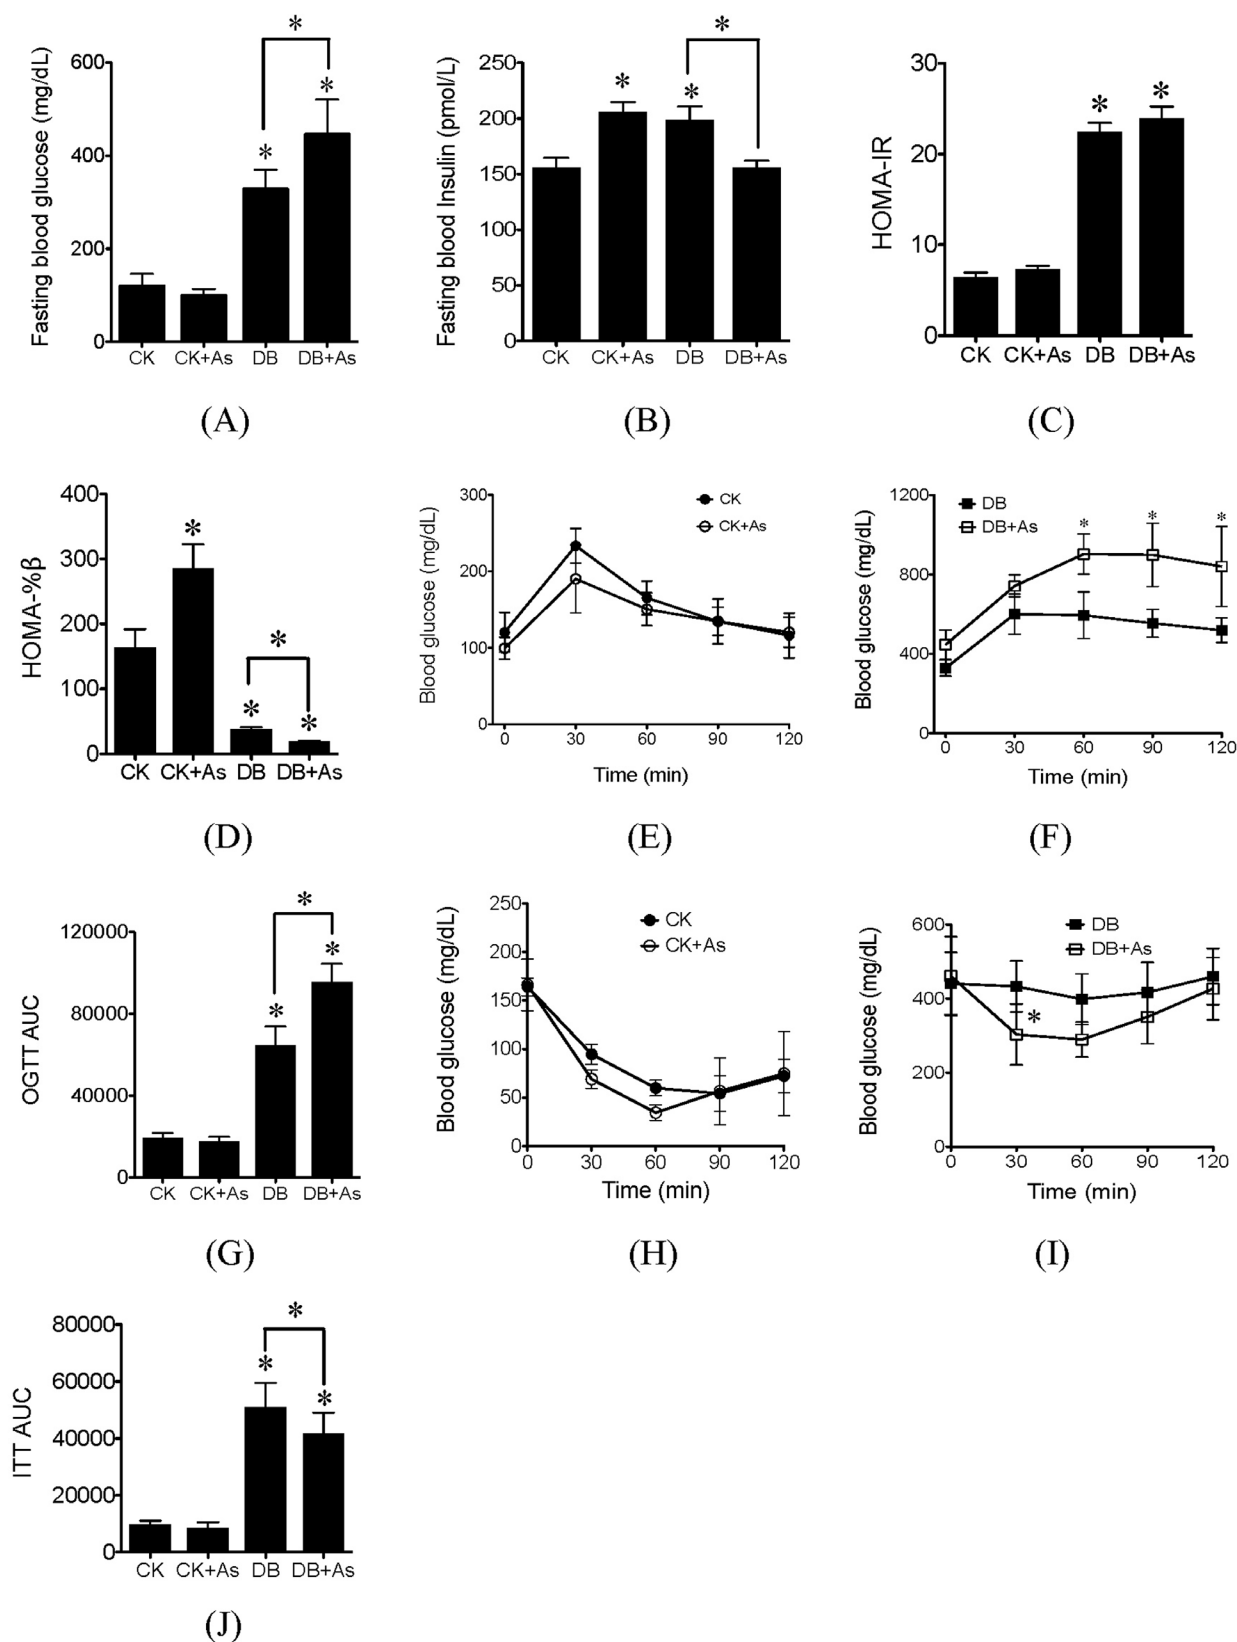 *
Fasting blood glucose (mg/dL)
600
400
200
0
*
*
CK CK+As DB DB+As
(A)
*
Fasting blood Insulin (pmol/L)
250
200
150
100
50
0
*
*
CK CK+As DB DB+As
(B)
HOMA-IR
30
20
10
0
*
*
CK CK+As DB DB+As
(C)
HOMA-%β
400
300
200
100
0
*
*
*
*
CK CK+As DB DB+As
(D)
Blood glucose (mg/dL)
300
200
100
0
CK
CK+As
0 30 60 90 120
Time (min)
(E)
Blood glucose (mg/dL)
1200
800
400
0
DB
DB+As
* * *
0 30 60 90 120
Time (min)
(F)
OGTT AUC
120000
80000
40000
0
*
*
*
CK CK+As DB DB+As
(G)
Blood glucose (mg/dL)
250
200
150
100
50
0
CK
CK+As
0 30 60 90 120
Time (min)
(H)
Blood glucose (mg/dL)
600
400
200
0
DB
DB+As
*
0 30 60 90 120
Time (min)
(I)
ITT AUC
80000
60000
40000
20000
0
*
*
*
CK CK+As DB DB+As
(J)